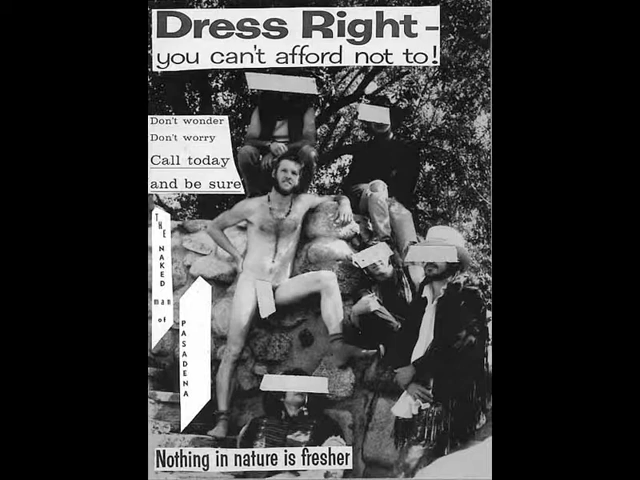 Dress Right -
you can't afford not to!
Don't wonder
Don't worry
Call today
and be sure
THE NAKED man of
PASADENA
Nothing in nature is fresher